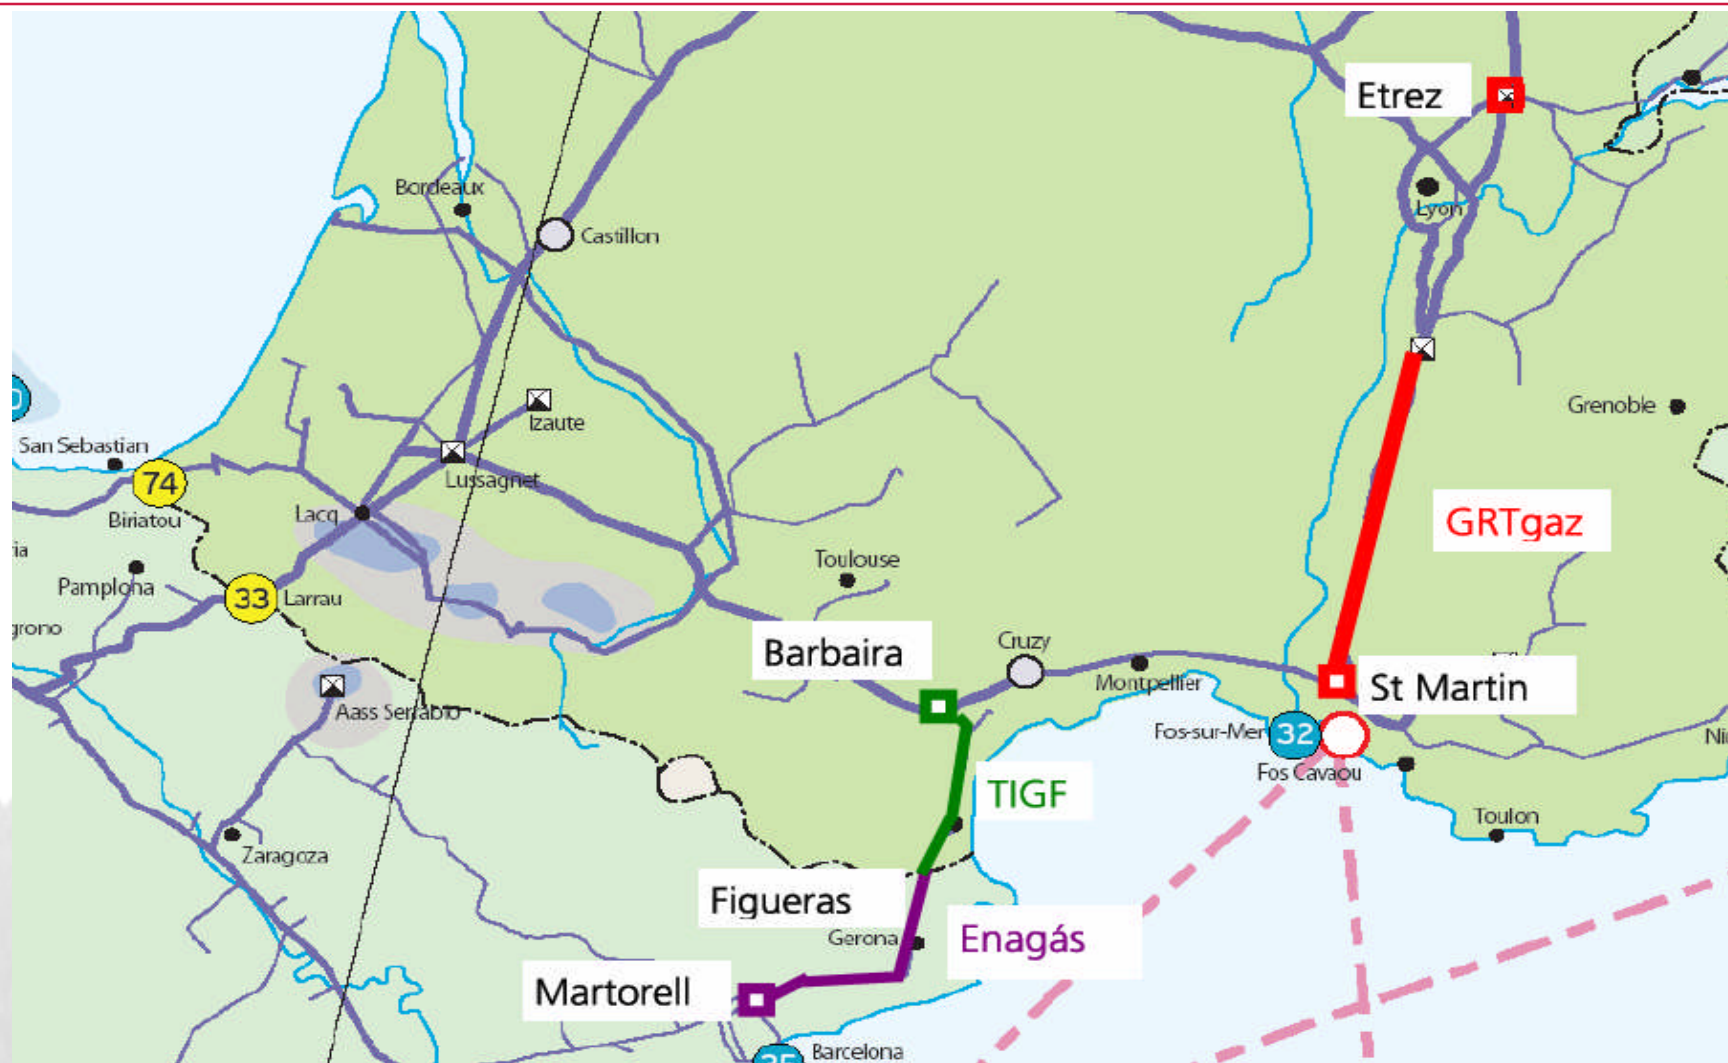 Etrez
Bordeaux
Lyon
Castillon
Grenoble
Izaute
San Sebastian
Lussagnet
74
Biriatou
Lacq
GRTgaz
Pamplona
Toulouse
33
Larrau
Barbaira
Cruzy
Montpellier
St Martin
Aass Serrablo
Fos-sur-Mer
32
Fos Cavaou
TIGF
Toulon
Zaragoza
Figueras
Gerona
Enagás
Martorell
Barcelona